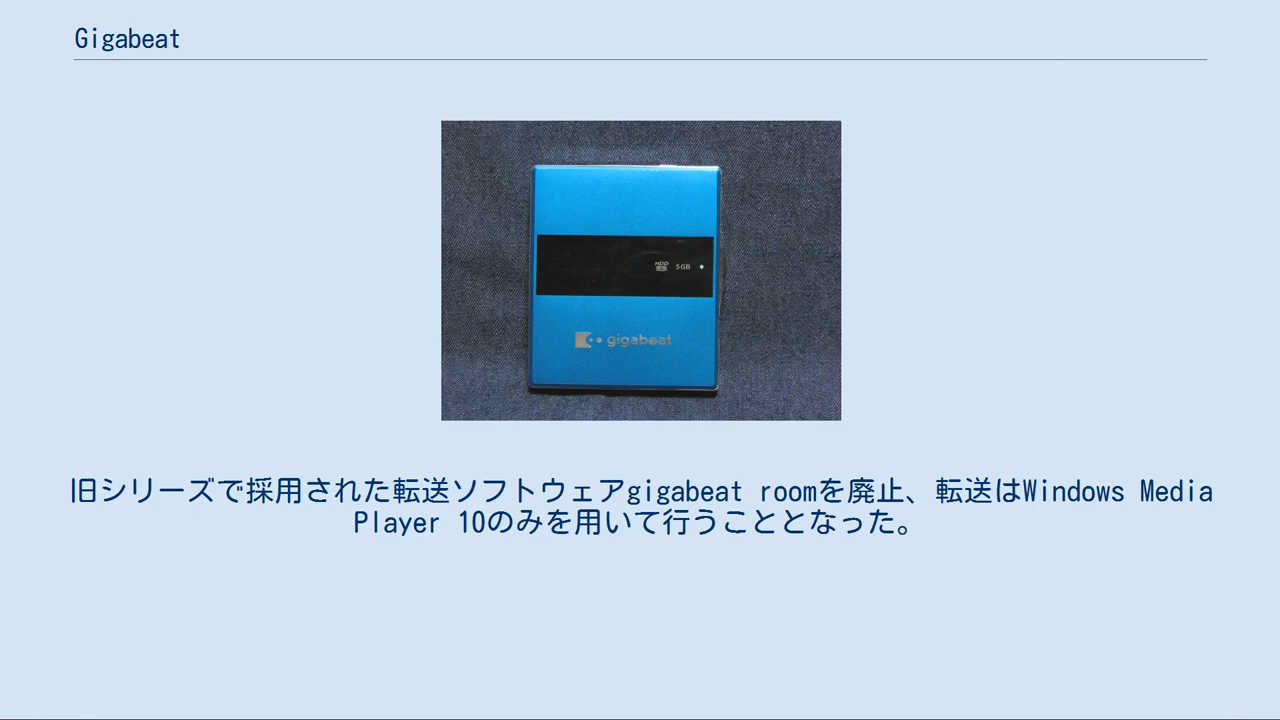 Gigabeat
HDD
5GB
gigabeat
旧シリーズで採用された転送ソフトウェアgigabeat roomを廃止、転送はWindows Media
Player 10のみを用いて行うこととなった。